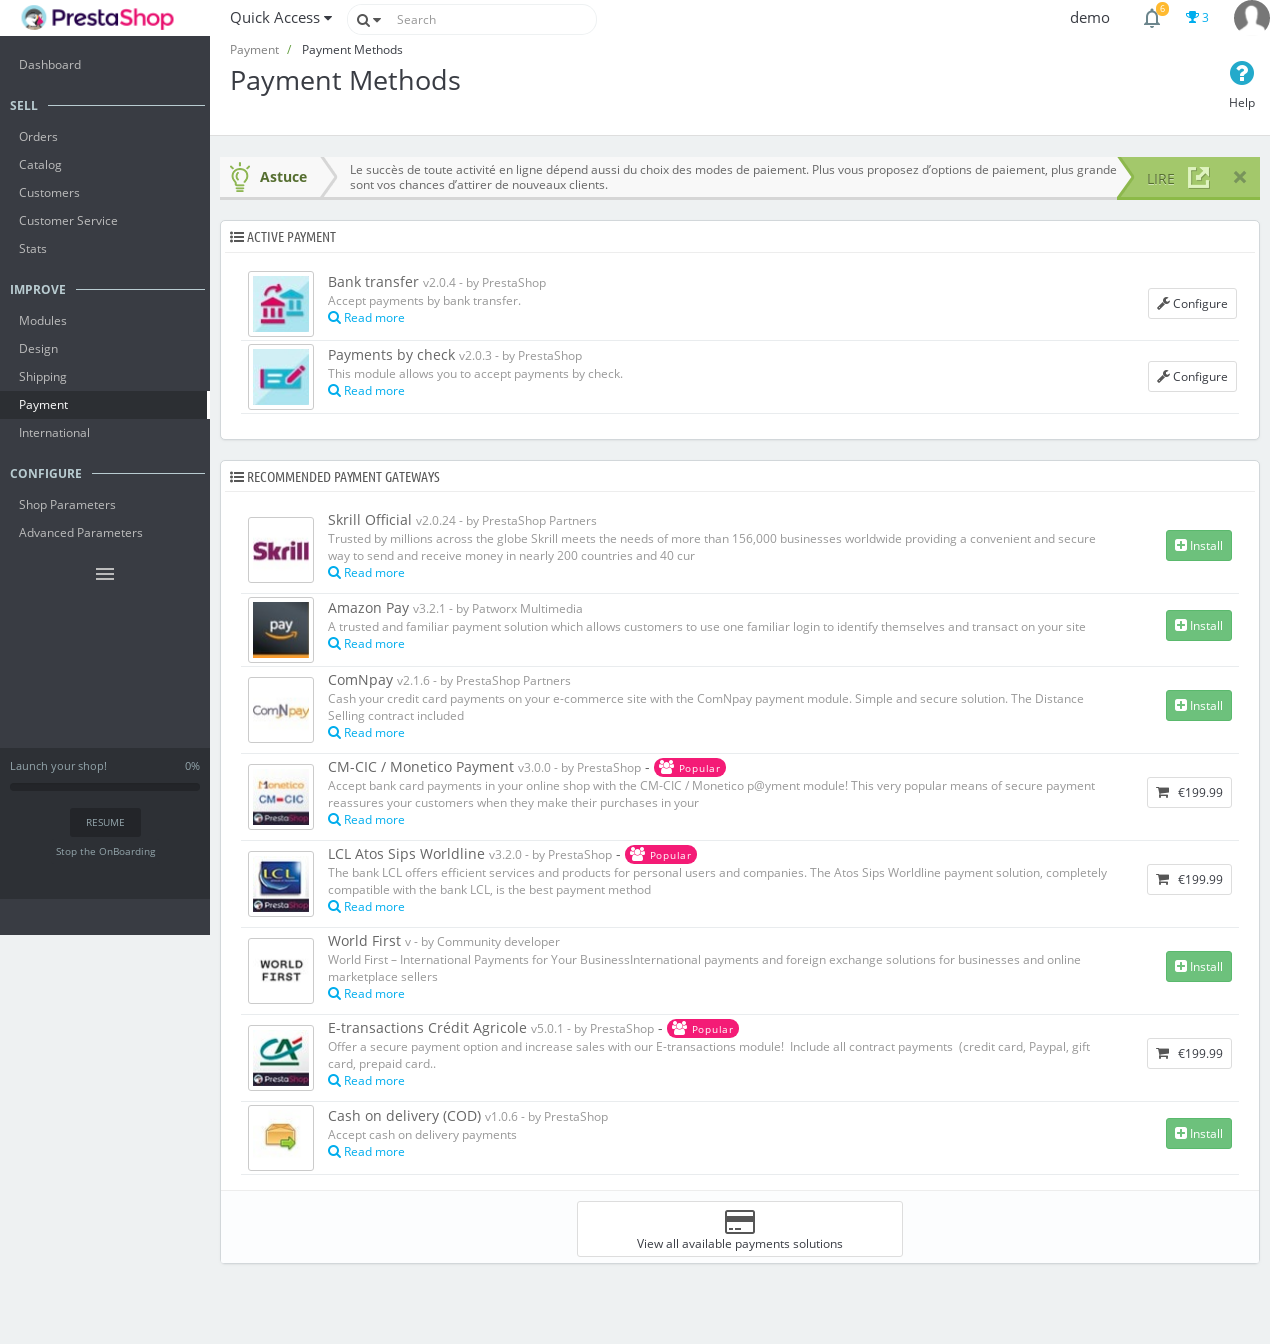 PrestaShop
Quick Access
Search
demo
6
3
Payment / Payment Methods
Payment Methods
Help
Dashboard
SELL
Orders
Catalog
Customers
Customer Service
Stats
IMPROVE
Modules
Design
Shipping
Payment
International
CONFIGURE
Shop Parameters
Advanced Parameters
Launch your shop! 0%
RESUME
Stop the OnBoarding
Astuce
Le succès de toute activité en ligne dépend aussi du choix des modes de paiement. Plus vous proposez d’options de paiement, plus grande
sont vos chances d’attirer de nouveaux clients.
LIRE
ACTIVE PAYMENT
Bank transfer v2.0.4 - by PrestaShop
Accept payments by bank transfer.
Read more
Configure
Payments by check v2.0.3 - by PrestaShop
This module allows you to accept payments by check.
Read more
Configure
RECOMMENDED PAYMENT GATEWAYS
Skrill
Skrill Official v2.0.24 - by PrestaShop Partners
Trusted by millions across the globe Skrill meets the needs of more than 156,000 businesses worldwide providing a convenient and secure
way to send and receive money in nearly 200 countries and 40 cur
Read more
Install
pay
Amazon Pay v3.2.1 - by Patworx Multimedia
A trusted and familiar payment solution which allows customers to use one familiar login to identify themselves and transact on your site
Read more
Install
ComNpay
ComNpay v2.1.6 - by PrestaShop Partners
Cash your credit card payments on your e-commerce site with the ComNpay payment module. Simple and secure solution. The Distance
Selling contract included
Read more
Install
Monetico
CM-CIC
PrestaShop
CM-CIC / Monetico Payment v3.0.0 - by PrestaShop - Popular
Accept bank card payments in your online shop with the CM-CIC / Monetico p@yment module! This very popular means of secure payment
reassures your customers when they make their purchases in your
Read more
€199.99
LCL
PrestaShop
LCL Atos Sips Worldline v3.2.0 - by PrestaShop - Popular
The bank LCL offers efficient services and products for personal users and companies. The Atos Sips Worldline payment solution, completely
compatible with the bank LCL, is the best payment method
Read more
€199.99
WORLD
FIRST
World First v - by Community developer
World First – International Payments for Your BusinessInternational payments and foreign exchange solutions for businesses and online
marketplace sellers
Read more
Install
CA
PrestaShop
E-transactions Crédit Agricole v5.0.1 - by PrestaShop - Popular
Offer a secure payment option and increase sales with our E-transactions module!  Include all contract payments  (credit card, Paypal, gift
card, prepaid card..
Read more
€199.99
Cash on delivery (COD) v1.0.6 - by PrestaShop
Accept cash on delivery payments
Read more
Install
View all available payments solutions